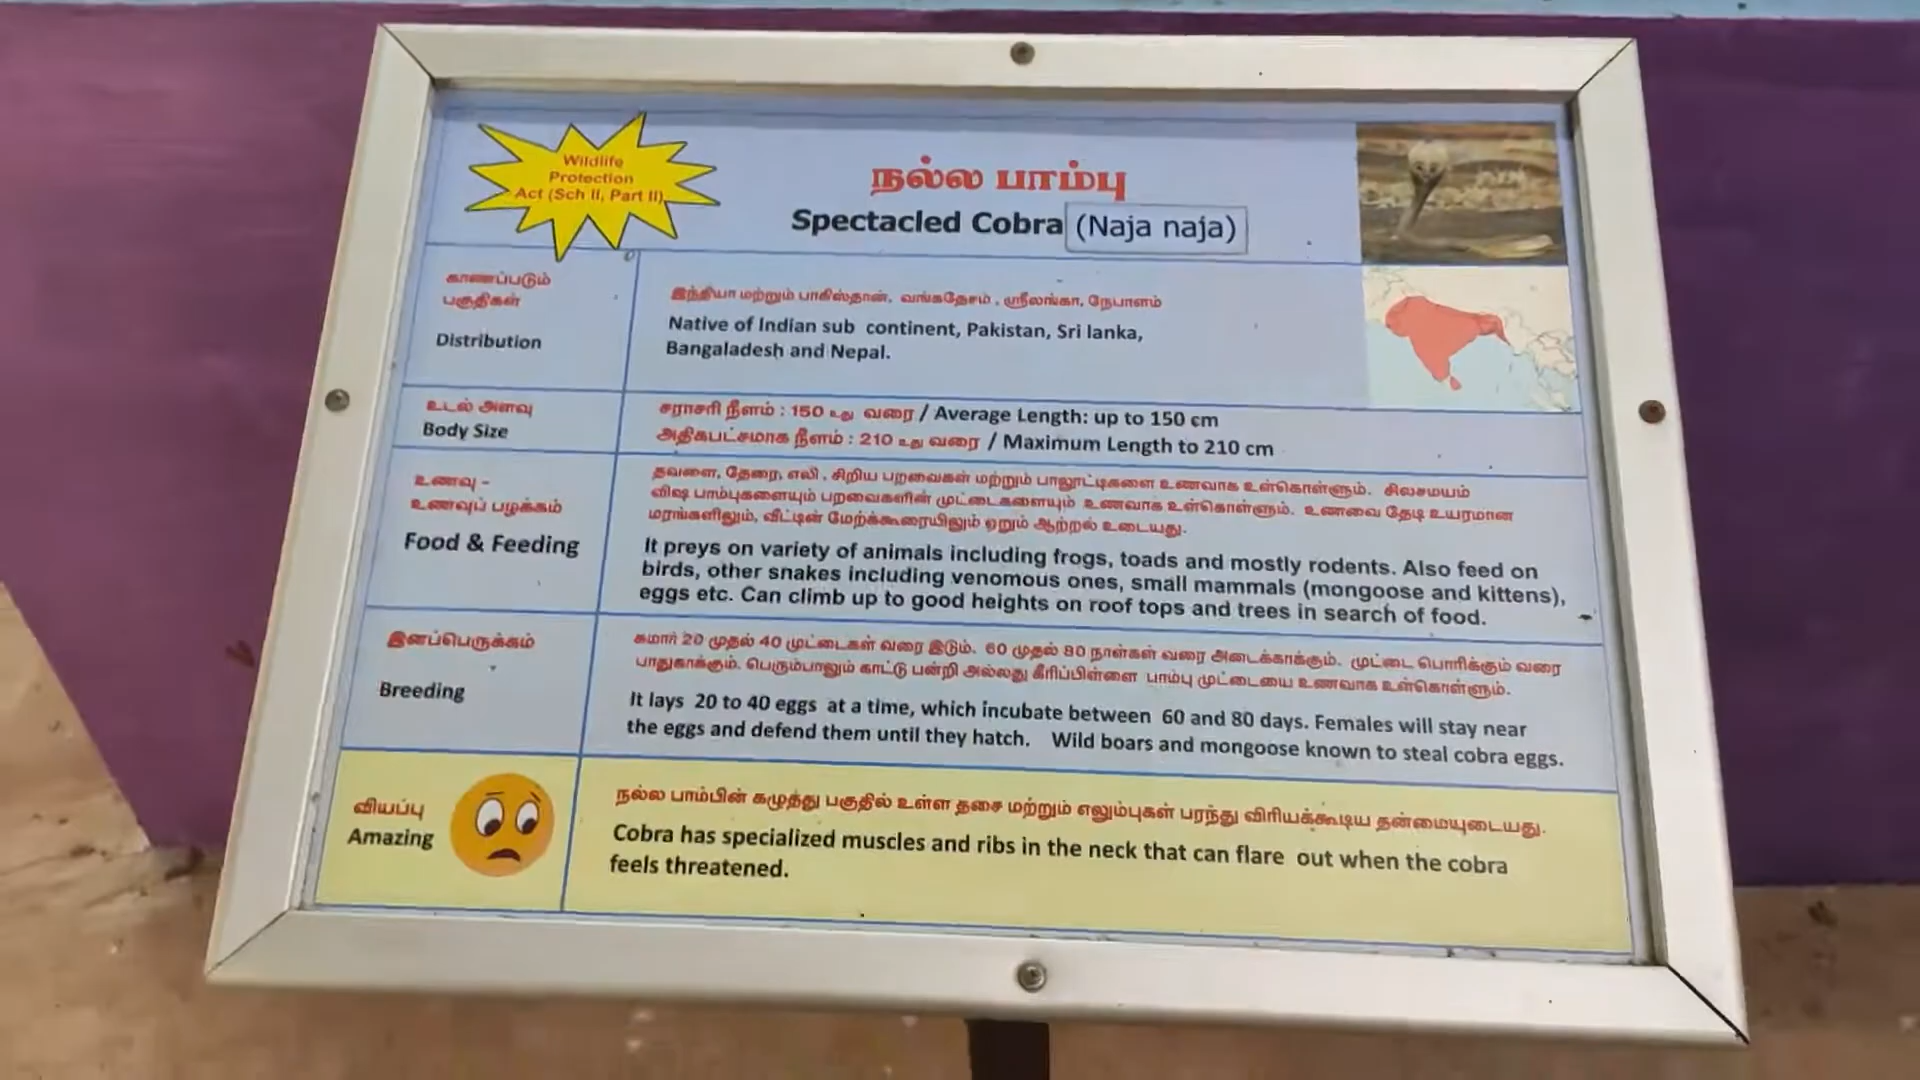 Wildlife
Protection
Act (Sch II, Part II)
நல்ல பாம்பு
Spectacled Cobra (Naja naja)
காணப்படும்
பகுதிகள்
Distribution
இந்தியா மற்றும் பாகிஸ்தான், வங்கதேசம் , ஸ்ரீலங்கா, நேபாளம்
Native of Indian sub continent, Pakistan, Sri lanka,
Bangaladesh and Nepal.
உடல் அளவு
Body Size
சராசரி நீளம் : 150 உது வரை / Average Length: up to 150 cm
அதிகபட்சமாக நீளம் : 210 உது வரை / Maximum Length to 210 cm
உணவு -
உணவுப் பழக்கம்
Food & Feeding
தவளை, தேரை, எலி , சிறிய பறவைகள் மற்றும் பாலூட்டிகளை உணவாக உள்கொள்ளும். சிலசமயம்
விஷ பாம்புகளையும் பறவைகளின் முட்டைகளையும் உணவாக உள்கொள்ளும். உணவை தேடி உயரமான
மரங்களிலும், வீட்டின் மேற்க்கூரையிலும் ஏறும் ஆற்றல் உடையது.
It preys on variety of animals including frogs, toads and mostly rodents. Also feed on
birds, other snakes including venomous ones, small mammals (mongoose and kittens),
eggs etc. Can climb up to good heights on roof tops and trees in search of food.
இனப்பெருக்கம்
Breeding
சுமார் 20 முதல் 40 முட்டைகள் வரை இடும். 60 முதல் 80 நாள்கள் வரை அடைக்காக்கும். முட்டை பொரிக்கும் வரை
பாதுகாக்கும். பெரும்பாலும் காட்டு பன்றி அல்லது கீரிப்பிள்ளை பாம்பு முட்டையை உணவாக உள்கொள்ளும்.
It lays 20 to 40 eggs at a time, which incubate between 60 and 80 days. Females will stay near
the eggs and defend them until they hatch. Wild boars and mongoose known to steal cobra eggs.
வியப்பு
Amazing
நல்ல பாம்பின் கழுத்து பகுதில் உள்ள தசை மற்றும் எலும்புகள் பரந்து விரியக்கூடிய தன்மையுடையது.
Cobra has specialized muscles and ribs in the neck that can flare out when the cobra
feels threatened.